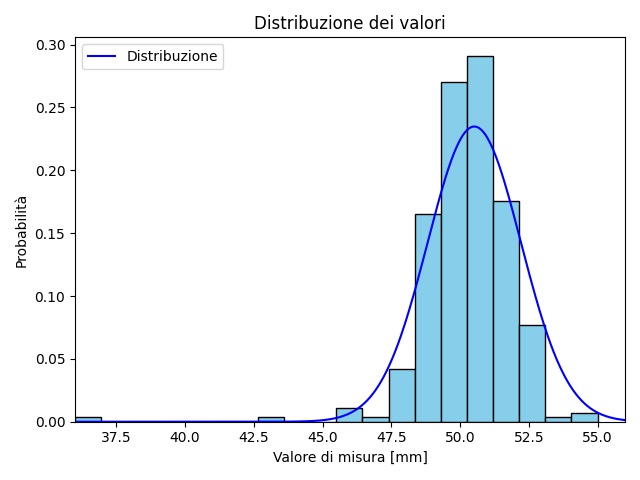 Distribuzione dei valori
Distribuzione
0.30
0.25
0.20
0.15
0.10
0.05
0.00
Probabilità
37.5 40.0 42.5 45.0 47.5 50.0 52.5 55.0
Valore di misura [mm]